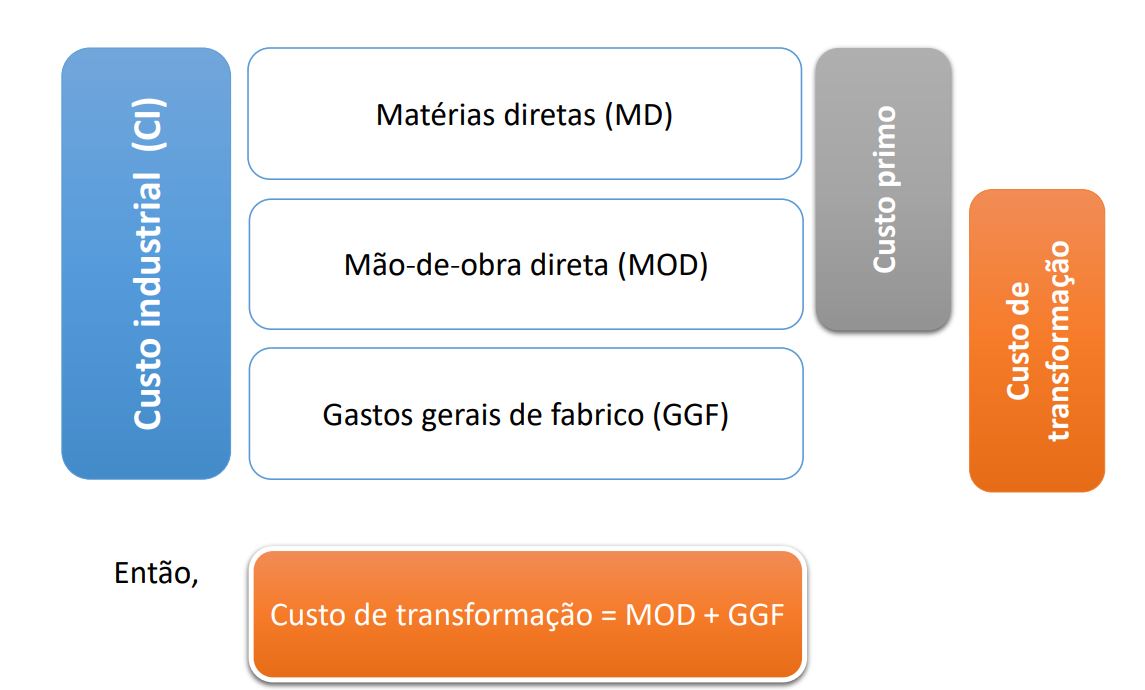 Custo industrial (CI)
Matérias diretas (MD)
Mão-de-obra direta (MOD)
Gastos gerais de fabrico (GGF)
Custo primo
Custo de
transformação
Então,
Custo de transformação = MOD + GGF